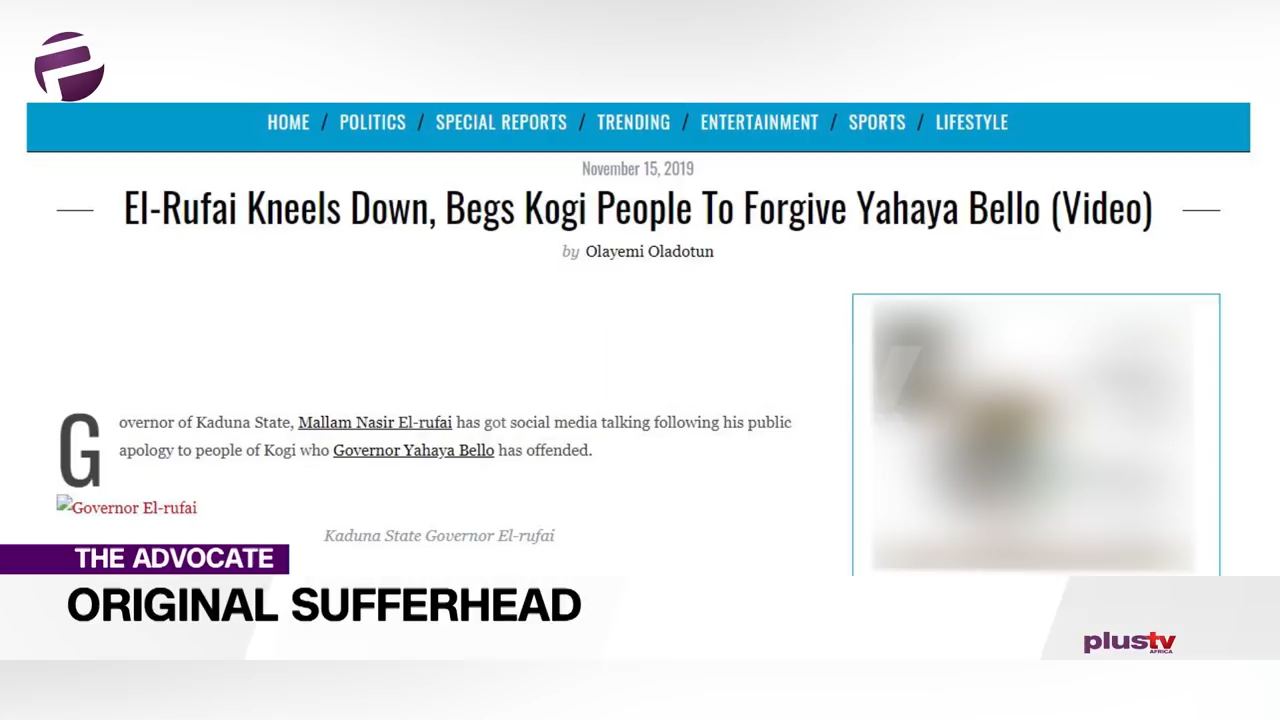 HOME / POLITICS / SPECIAL REPORTS / TRENDING / ENTERTAINMENT / SPORTS / LIFESTYLE
November 15, 2019
El-Rufai Kneels Down, Begs Kogi People To Forgive Yahaya Bello (Video)
by Olayemi Oladotun
Governor of Kaduna State, Mallam Nasir El-rufai has got social media talking following his public
apology to people of Kogi who Governor Yahaya Bello has offended.
Governor El-rufai
Kaduna State Governor El-rufai
THE ADVOCATE
ORIGINAL SUFFERHEAD
plustv
AFRICA